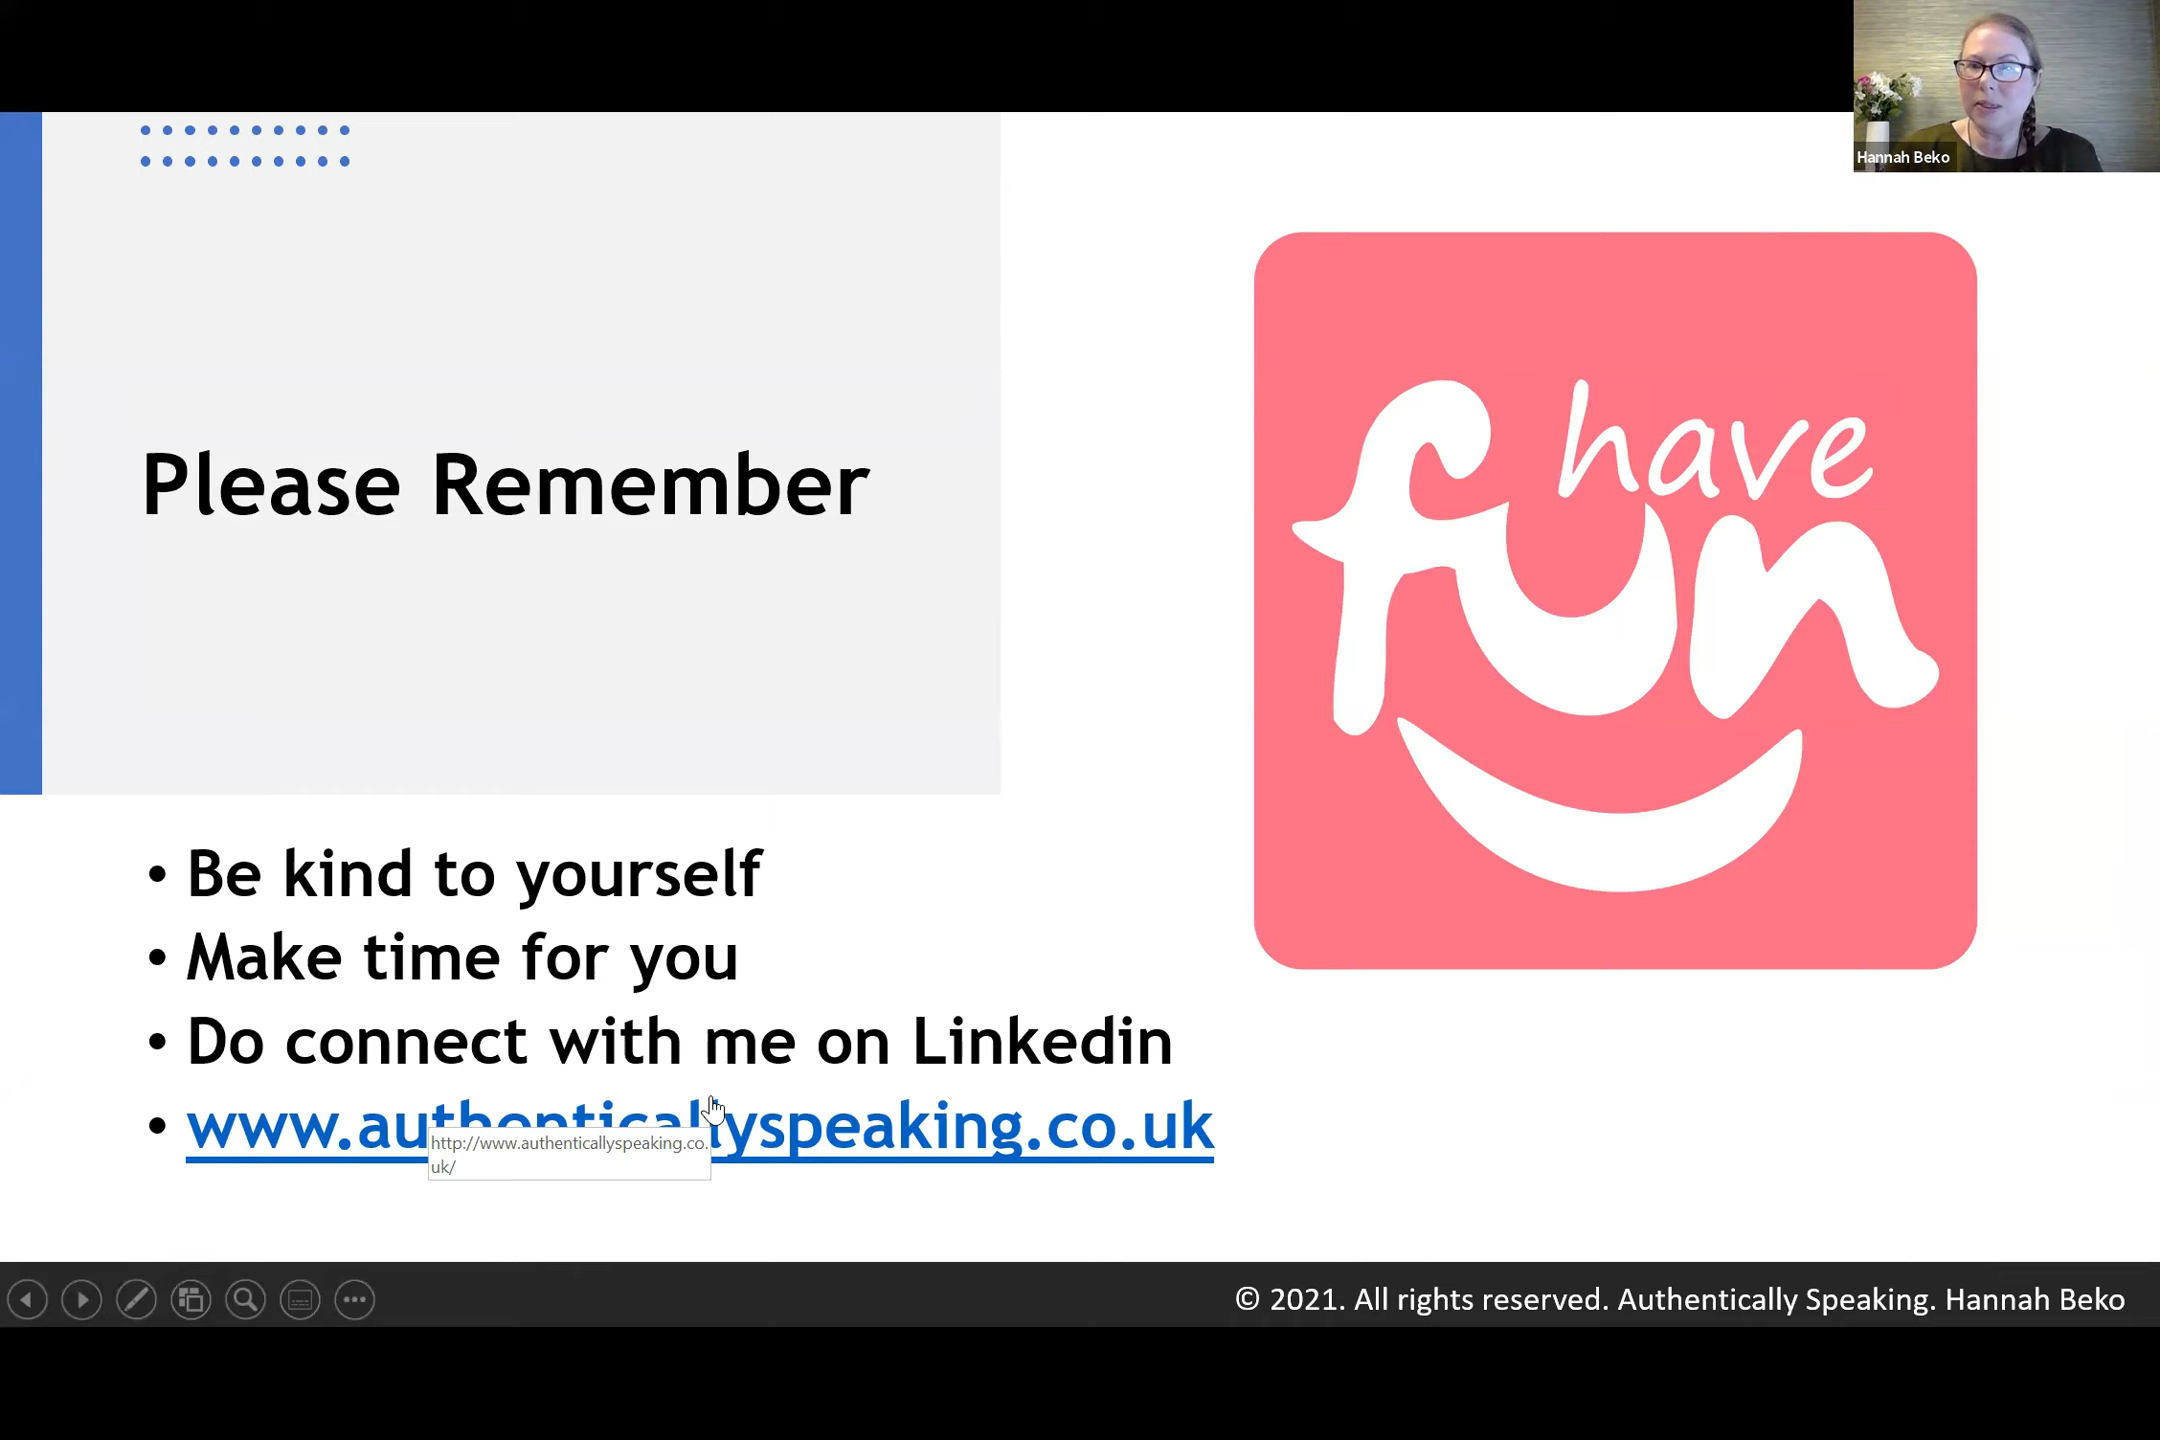 Hannah Beko
Please Remember
have
fun
• Be kind to yourself
• Make time for you
• Do connect with me on Linkedin
• www.authenticallyspeaking.co.uk
http://www.authenticallyspeaking.co.
uk/
© 2021. All rights reserved. Authentically Speaking. Hannah Beko